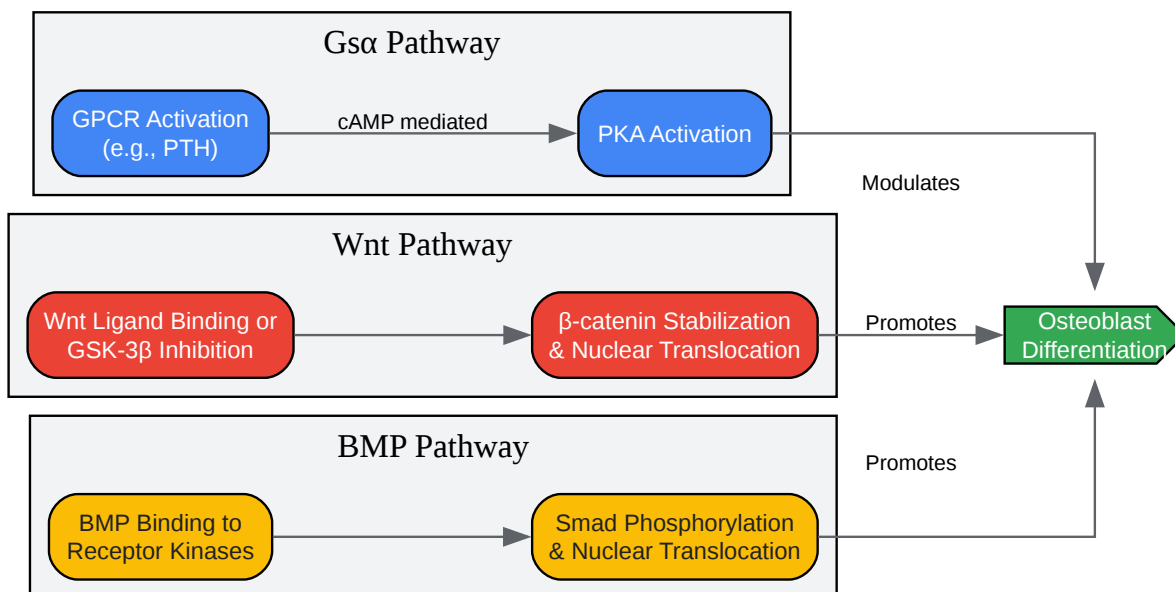 Gsα Pathway
GPCR Activation
(e.g., PTH)
cAMP mediated
PKA Activation
Modulates
Wnt Pathway
Wnt Ligand Binding or
GSK-3β Inhibition
β-catenin Stabilization
& Nuclear Translocation
Promotes
Osteoblast
Differentiation
BMP Pathway
BMP Binding to
Receptor Kinases
Smad Phosphorylation
& Nuclear Translocation
Promotes